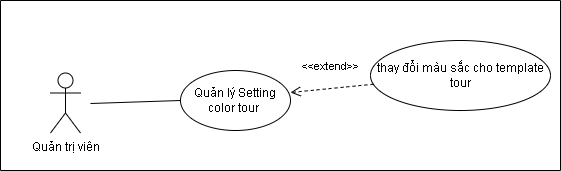 <<extend>>
thay đổi màu sắc cho template
tour
Quản lý Setting
color tour
Quản trị viên